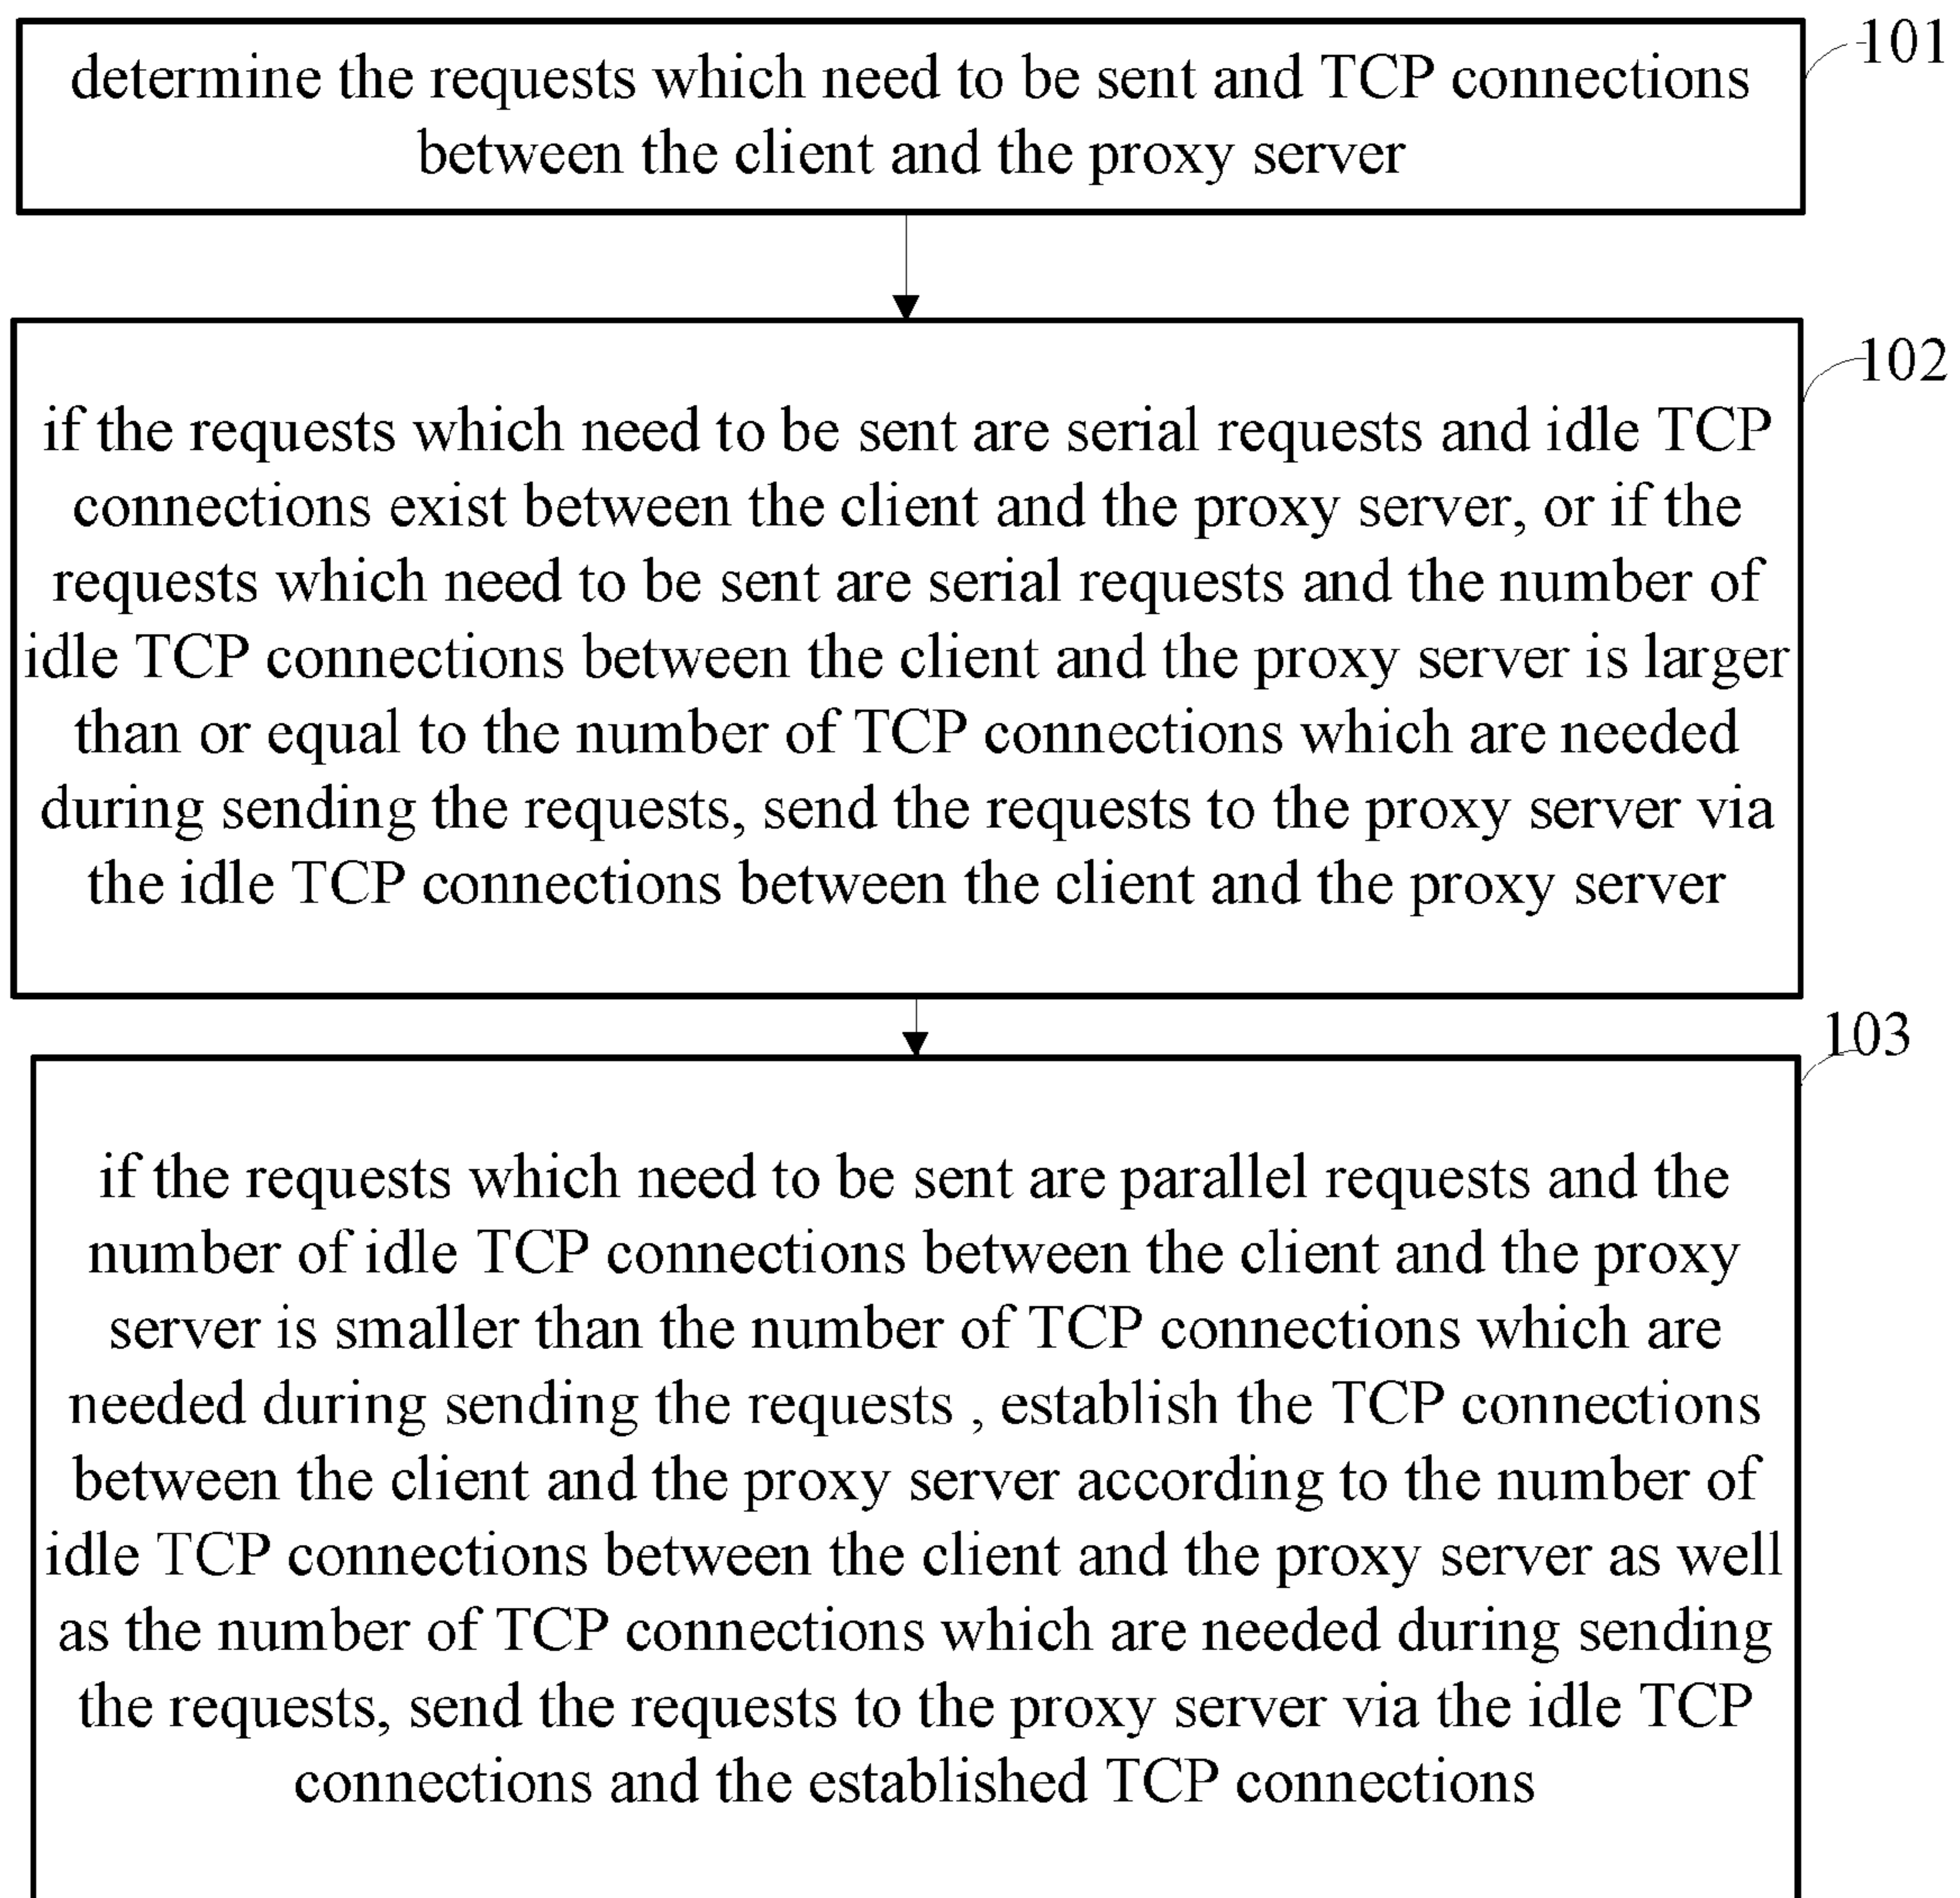 101
determine the requests which need to be sent and TCP connections
between the client and the proxy server
102
if the requests which need to be sent are serial requests and idle TCP
connections exist between the client and the proxy server, or if the
requests which need to be sent are serial requests and the number of
idle TCP connections between the client and the proxy server is larger
than or equal to the number of TCP connections which are needed
during sending the requests, send the requests to the proxy server via
the idle TCP connections between the client and the proxy server
103
if the requests which need to be sent are parallel requests and the
number of idle TCP connections between the client and the proxy
server is smaller than the number of TCP connections which are
needed during sending the requests , establish the TCP connections
between the client and the proxy server according to the number of
idle TCP connections between the client and the proxy server as well
as the number of TCP connections which are needed during sending
the requests, send the requests to the proxy server via the idle TCP
connections and the established TCP connections